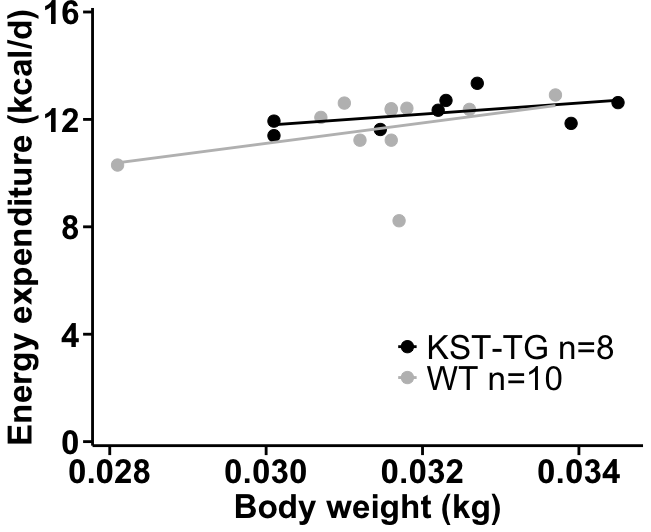 Energy expenditure (kcal/d)
16
12
8
4
0
KST-TG n=8
WT n=10
0.028 0.030 0.032 0.034
Body weight (kg)